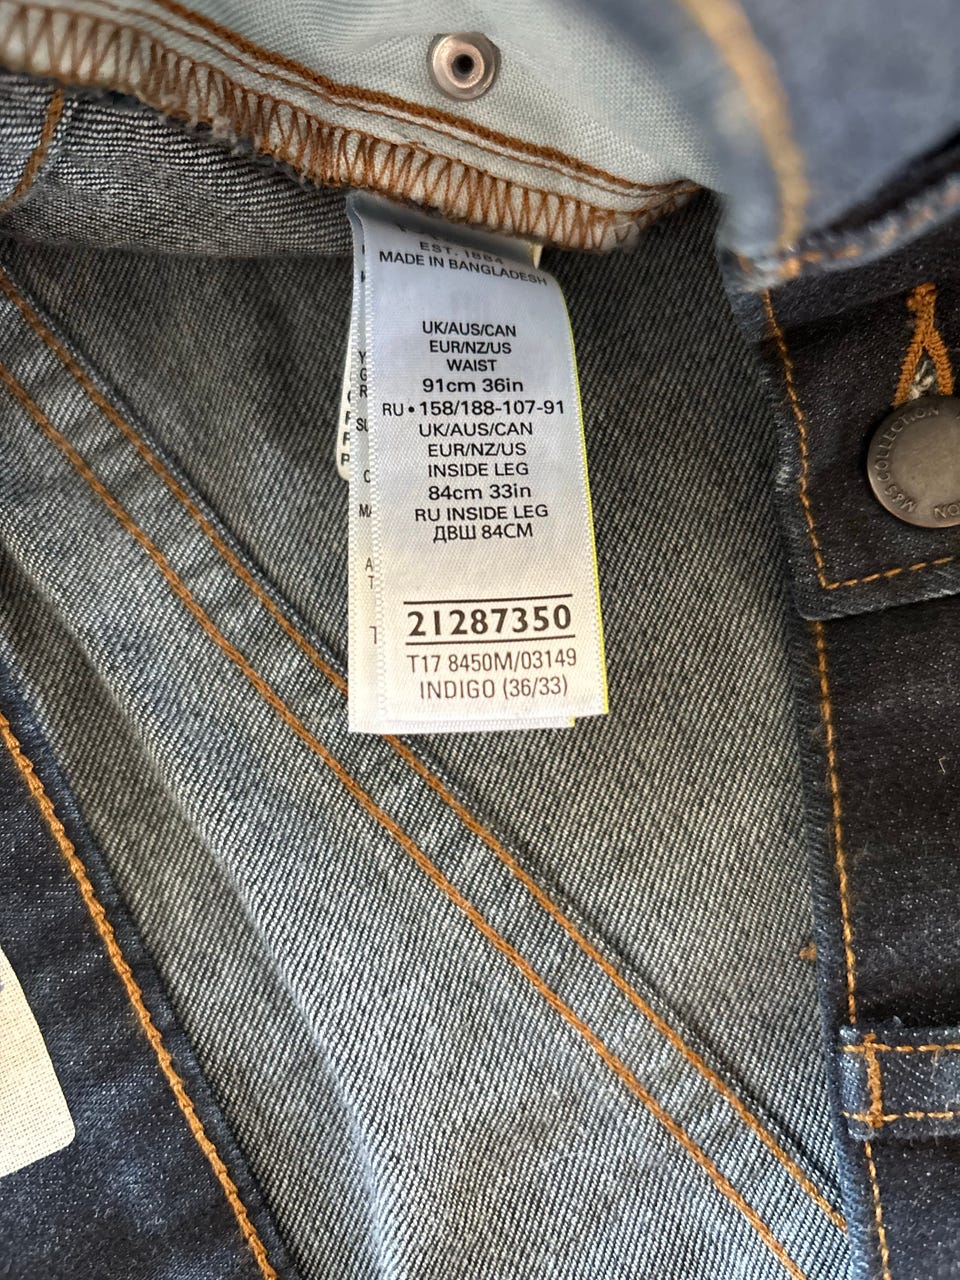 EST. 1884
MADE IN BANGLADESH
UK/AUS/CAN
EUR/NZ/US
WAIST
91cm 36in
RU • 158/188-107-91
UK/AUS/CAN
EUR/NZ/US
INSIDE LEG
84cm 33in
RU INSIDE LEG
ДВШ 84CM
21287350
T17 8450M/03149
INDIGO (36/33)
M&S COLLECTION